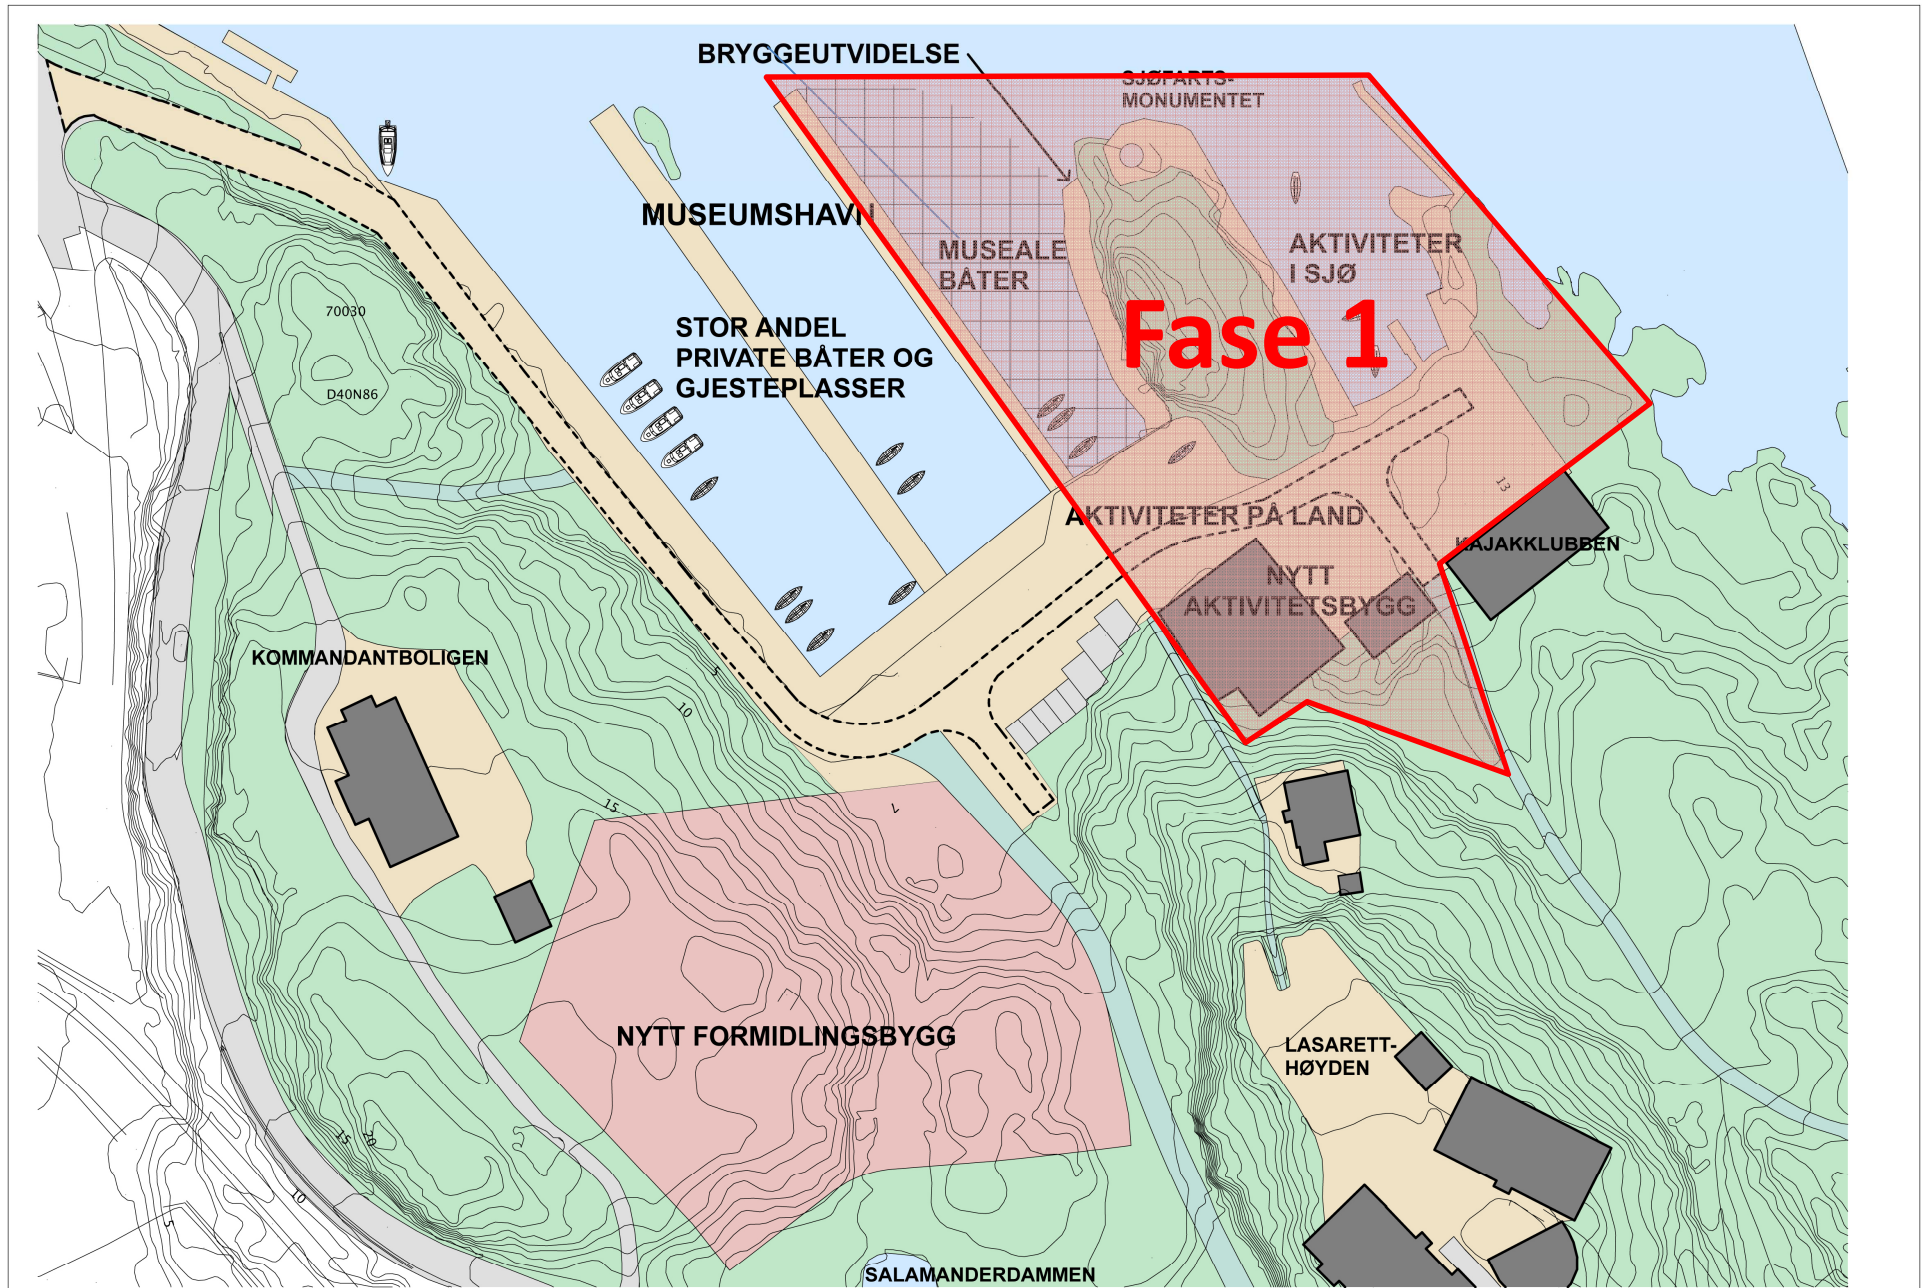 BRYGGEUTVIDELSE
SJØFARTS-
MONUMENTET
MUSEUMSHAVN
MUSEALE
BÅTER
AKTIVITETER
I SJØ
70030
STOR ANDEL
PRIVATE BÅTER OG
GJESTEPLASSER
Fase 1
D40N86
13
AKTIVITETER PÅ LAND
KAJAKKLUBBEN
NYTT
AKTIVITETSBYGG
KOMMANDANTBOLIGEN
5
10
15
7
NYTT FORMIDLINGSBYGG
LASARETT-
HØYDEN
15
20
10
5
SALAMANDERDAMMEN